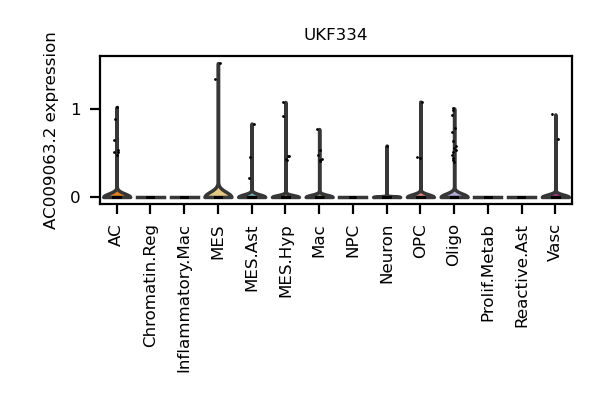 UKF334
AC009063.2 expression
1
0
AC
Chromatin.Reg
Inflammatory.Mac
MES
MES.Ast
MES.Hyp
Mac
NPC
Neuron
OPC
Oligo
Prolif.Metab
Reactive.Ast
Vasc